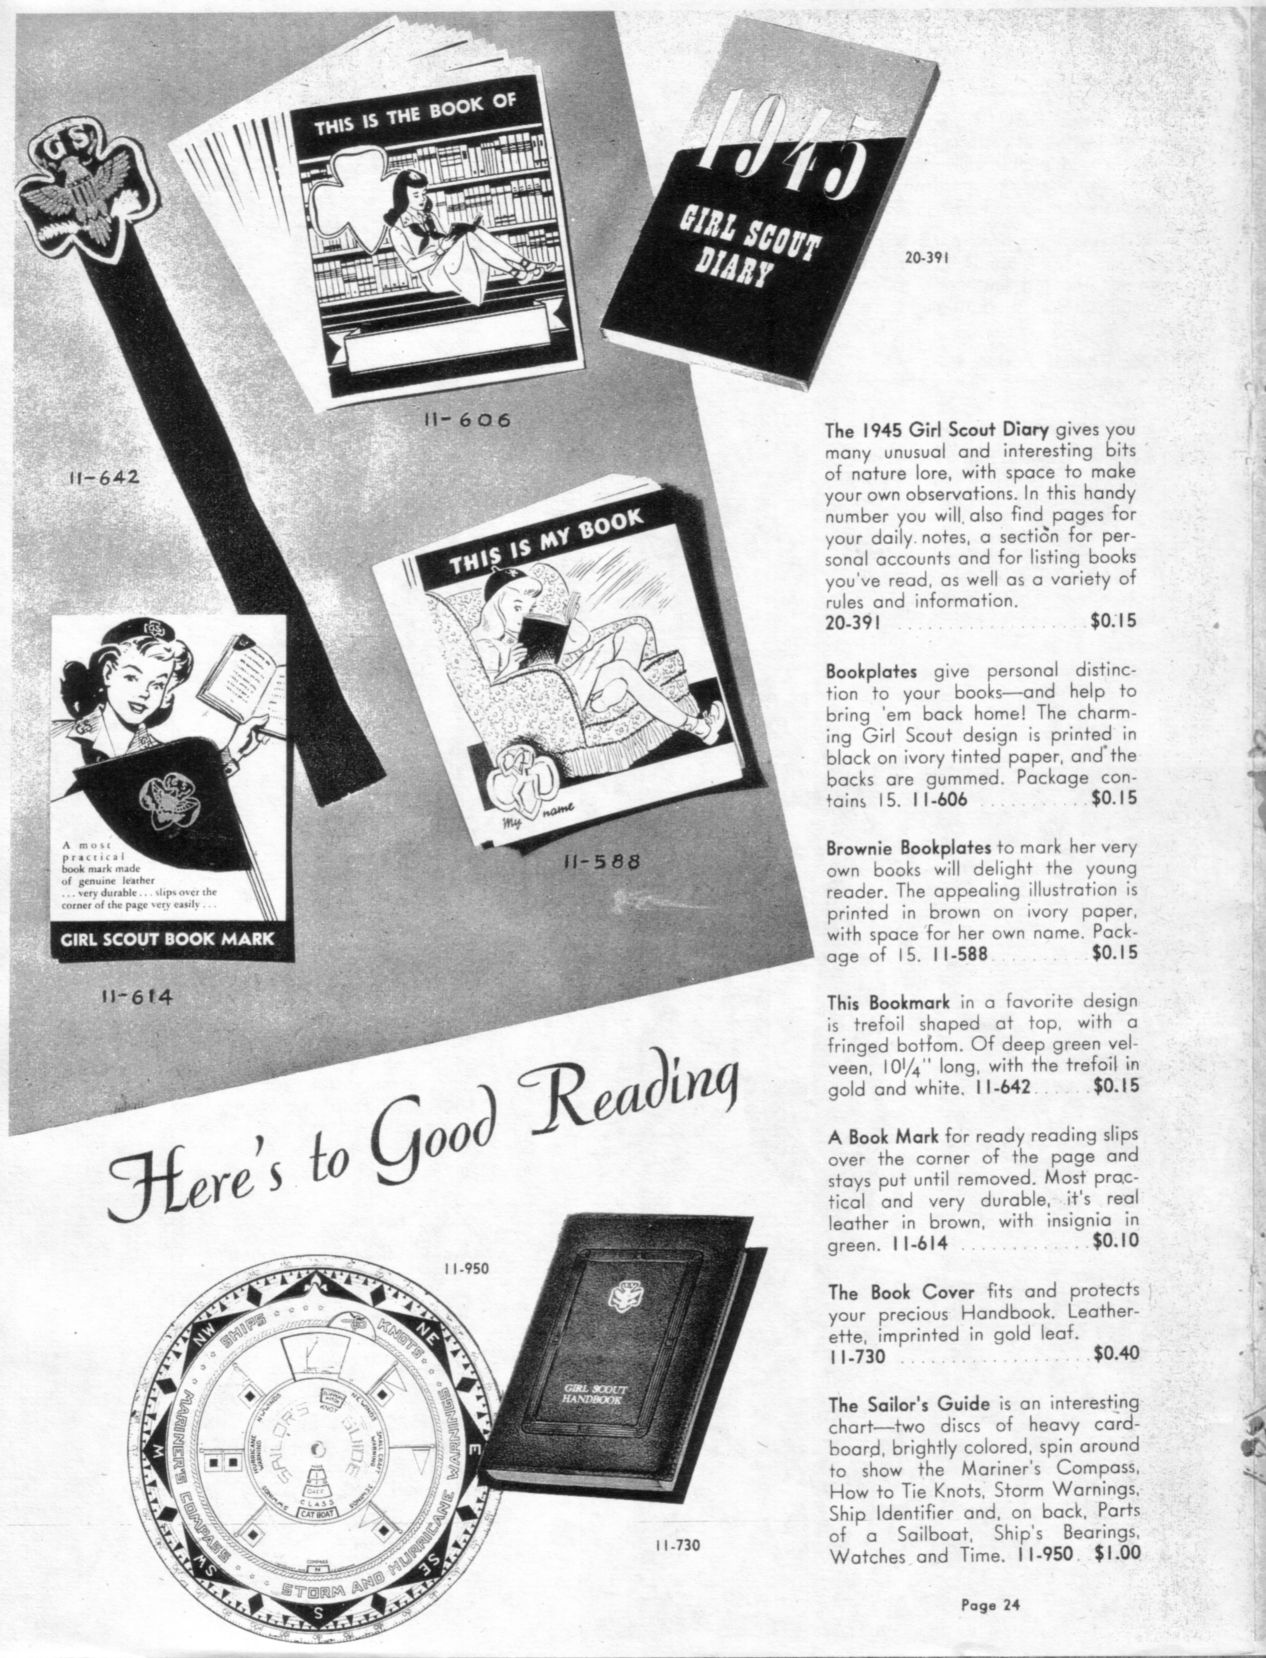 GS
THIS IS THE BOOK OF
1945
GIRL SCOUT
DIARY
20-391
11-606
11-642
THIS IS MY BOOK
My name
11-588
A most
practical
book mark made
of genuine leather
... very durable ... slips over the
corner of the page very easily ...
GIRL SCOUT BOOK MARK
11-614
Here's to Good Reading
The 1945 Girl Scout Diary gives you
many unusual and interesting bits
of nature lore, with space to make
your own observations. In this handy
number you will also find pages for
your daily notes, a section for per-
sonal accounts and for listing books
you've read, as well as a variety of
rules and information.
20-391 .................... $0.15
Bookplates give personal distinc-
tion to your books—and help to
bring 'em back home! The charm-
ing Girl Scout design is printed in
black on ivory tinted paper, and the
backs are gummed. Package con-
tains 15. 11-606 ........... $0.15
Brownie Bookplates to mark her very
own books will delight the young
reader. The appealing illustration is
printed in brown on ivory paper,
with space for her own name. Pack-
age of 15. 11-588.......... $0.15
This Bookmark in a favorite design
is trefoil shaped at top, with a
fringed bottom. Of deep green vel-
veen, 10¼" long, with the trefoil in
gold and white. 11-642...... $0.15
A Book Mark for ready reading slips
over the corner of the page and
stays put until removed. Most prac-
tical and very durable, it's real
leather in brown, with insignia in
green. 11-614 ............. $0.10
The Book Cover fits and protects
your precious Handbook. Leather-
ette, imprinted in gold leaf.
11-730 .................... $0.40
The Sailor's Guide is an interesting
chart—two discs of heavy card-
board, brightly colored, spin around
to show the Mariner's Compass,
How to Tie Knots, Storm Warnings,
Ship Identifier and, on back, Parts
of a Sailboat, Ship's Bearings,
Watches and Time. 11-950. $1.00
11-950
SHIPS
KNOTS
STORM AND HURRICANE WARNINGS
MARINER'S COMPASS
NW
NE
E
SE
S
SW
W
SAILOR'S GUIDE
HURRICANE
WARNING
SMALL CRAFT
WARNING
CLASS
CAT BOAT
COMPASS
N
GIRL SCOUT
HANDBOOK
11-730
Page 24